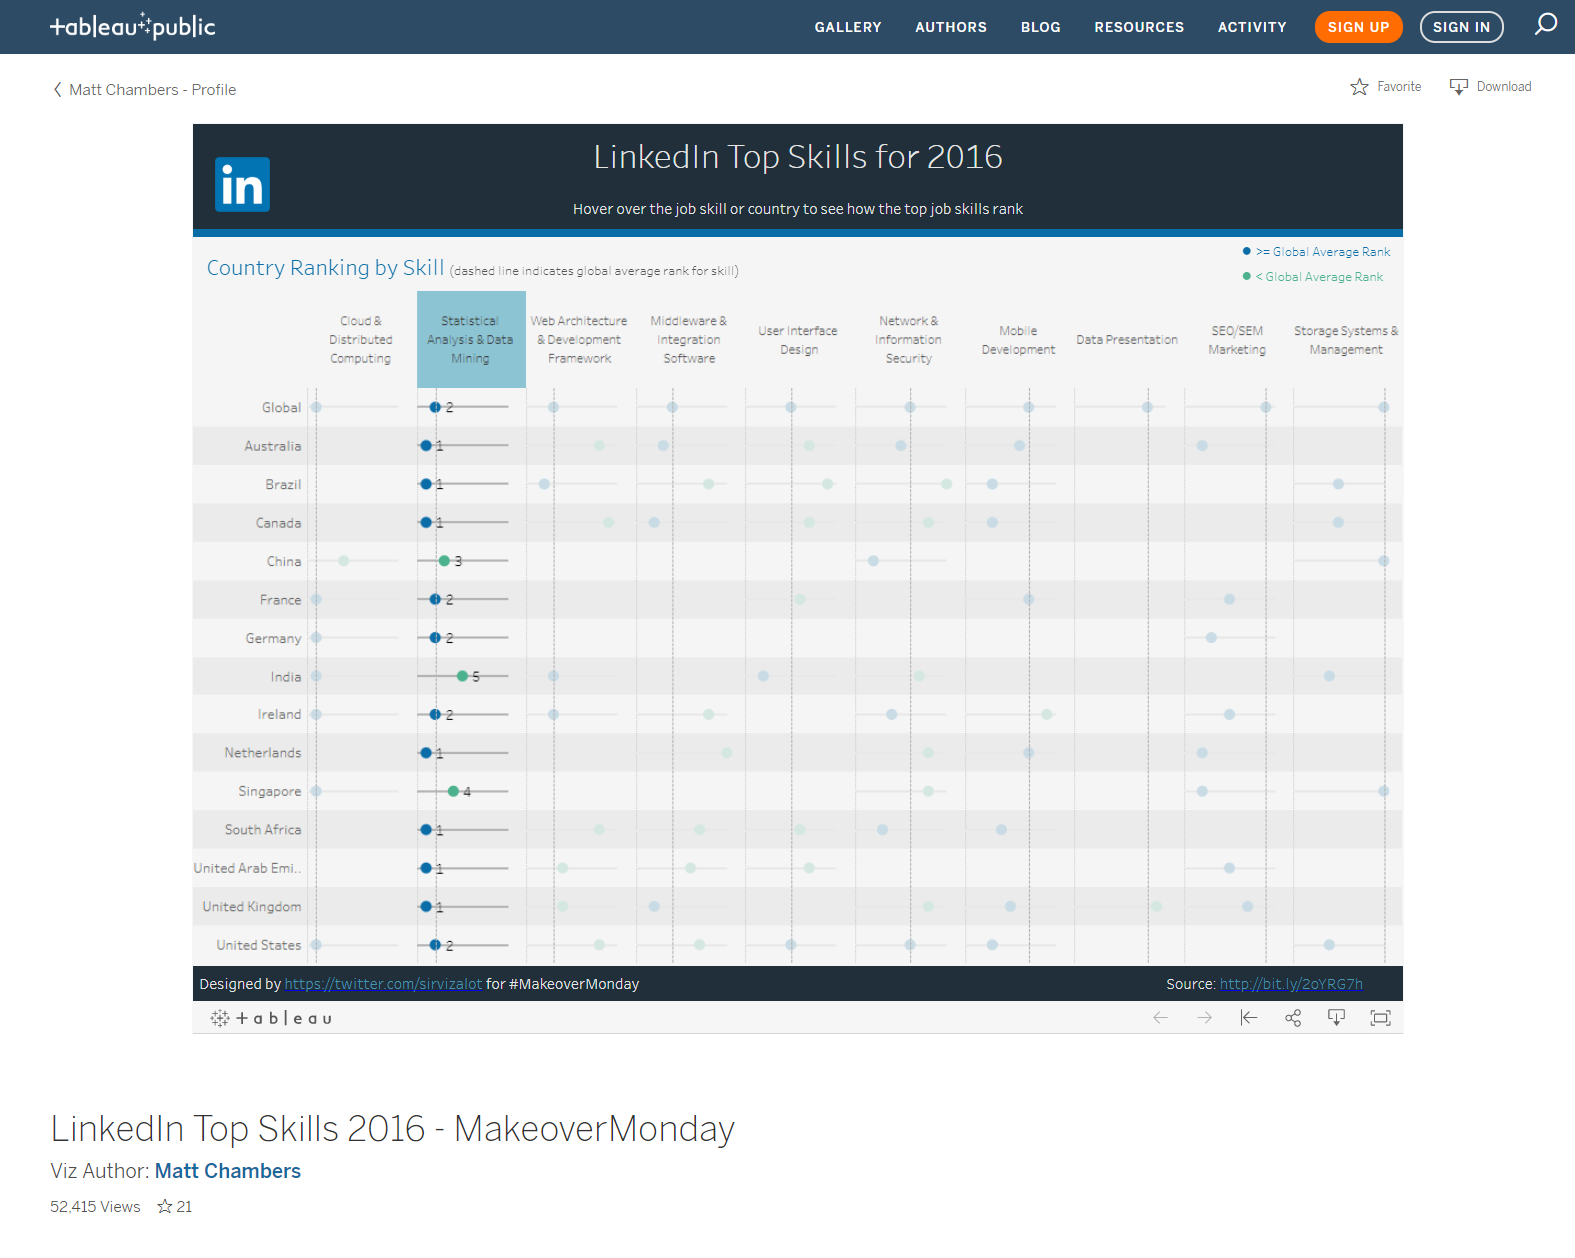 +ableau+public
GALLERY AUTHORS BLOG RESOURCES ACTIVITY SIGN UP SIGN IN
Matt Chambers - Profile
Favorite Download
in
LinkedIn Top Skills for 2016
Hover over the job skill or country to see how the top job skills rank
Country Ranking by Skill (dashed line indicates global average rank for skill)
>= Global Average Rank
< Global Average Rank
Cloud &
Distributed
Computing
Statistical
Analysis & Data
Mining
Web Architecture
& Development
Framework
Middleware &
Integration
Software
User Interface
Design
Network &
Information
Security
Mobile
Development
Data Presentation
SEO/SEM
Marketing
Storage Systems &
Management
Global 2
Australia 1
Brazil 1
Canada 1
China 3
France 2
Germany 2
India 5
Ireland 2
Netherlands 1
Singapore 4
South Africa 1
United Arab Emi.. 1
United Kingdom 1
United States 2
Designed by https://twitter.com/sirvizalot for #MakeoverMonday
Source: http://bit.ly/2oYRG7h
+ a b | e a u
LinkedIn Top Skills 2016 - MakeoverMonday
Viz Author: Matt Chambers
52,415 Views 21